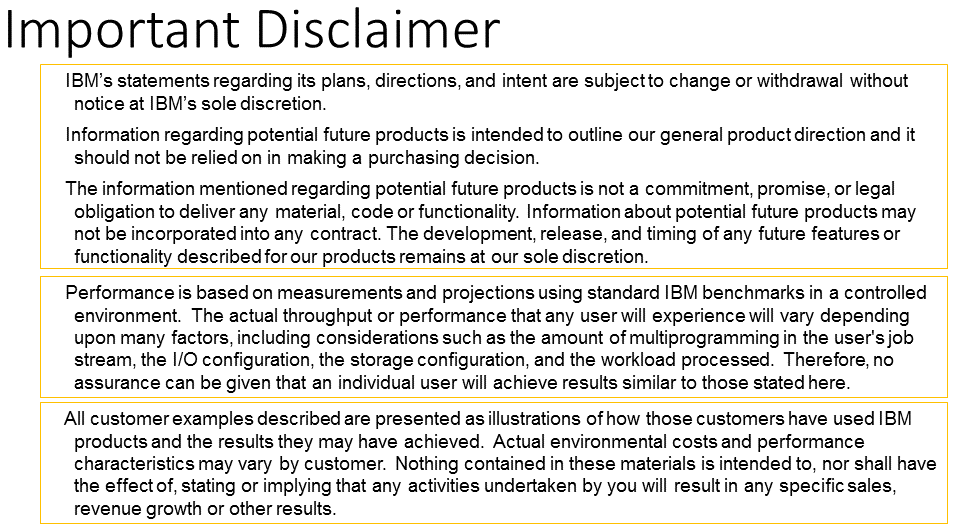 Important Disclaimer
IBM’s statements regarding its plans, directions, and intent are subject to change or withdrawal without
notice at IBM’s sole discretion.
Information regarding potential future products is intended to outline our general product direction and it
should not be relied on in making a purchasing decision.
The information mentioned regarding potential future products is not a commitment, promise, or legal
obligation to deliver any material, code or functionality.  Information about potential future products may
not be incorporated into any contract. The development, release, and timing of any future features or
functionality described for our products remains at our sole discretion.
Performance is based on measurements and projections using standard IBM benchmarks in a controlled
environment.  The actual throughput or performance that any user will experience will vary depending
upon many factors, including considerations such as the amount of multiprogramming in the user's job
stream, the I/O configuration, the storage configuration, and the workload processed.  Therefore, no
assurance can be given that an individual user will achieve results similar to those stated here.
All customer examples described are presented as illustrations of how those customers have used IBM
products and the results they may have achieved.  Actual environmental costs and performance
characteristics may vary by customer.  Nothing contained in these materials is intended to, nor shall have
the effect of, stating or implying that any activities undertaken by you will result in any specific sales,
revenue growth or other results.